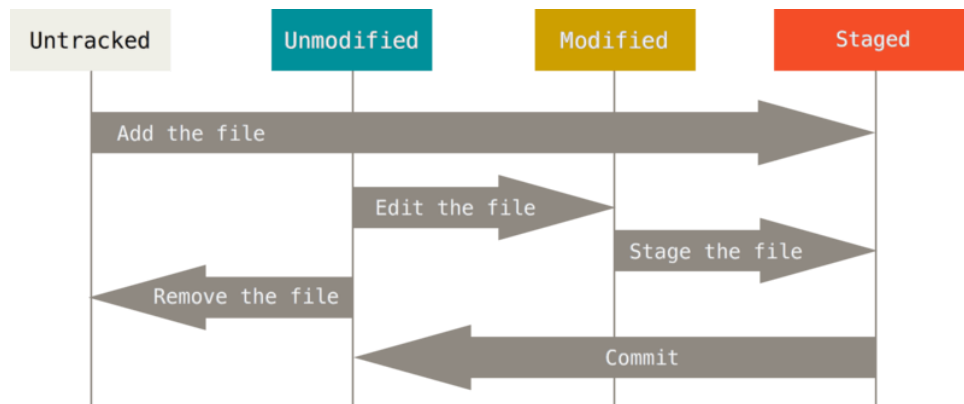 Untracked
Unmodified
Modified
Staged
Add the file
Edit the file
Stage the file
Remove the file
Commit